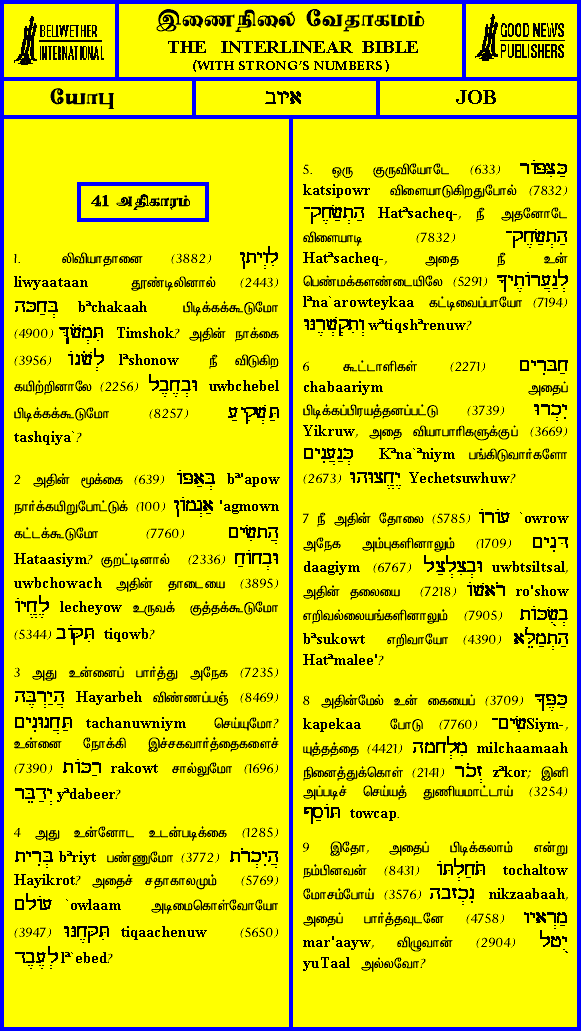 BELLWETHER
INTERNATIONAL
இணைநிலை வேதாகமம்
THE INTERLINEAR BIBLE
(WITH STRONG'S NUMBERS)
GOOD NEWS
PUBLISHERS
யோபு
איוב
JOB
41 அதிகாரம்
1. லிவியாதானை (3882) לִוְיָתָן
liwyaataan தூண்டிலினால் (2443)
בְּחַכָּה bªchakaah பிடிக்கக்கூடுமோ
(4900) תִּמְשֹׁךְ Timshok? அதின் நாக்கை
(3956) לְשֹׁנוֹ lªshonow நீ விடுகிற
கயிற்றினாலே (2256) וּבְחֶבֶל uwbchebel
பிடிக்கக்கூடுமோ (8257) תַּשְׁקִיעַ
tashqiya`?
2 அதின் மூக்கை (639) בְּאַפּוֹ bª'apow
நார்க்கயிறுபோட்டுக் (100) אַגְמוֹן 'agmown
கட்டக்கூடுமோ (7760) הֲתָשִׂים
Hataasiym? குறட்டினால் (2336) וּבְחוֹחַ
uwbchowach அதின் தாடையை (3895)
לֶחֱיוֹ lecheyow உருவக் குத்தக்கூடுமோ
(5344) תִּקּוֹב tiqowb?
3 அது உன்னைப் பார்த்து அநேக (7235)
הֲיַרְבֶּה Hayarbeh விண்ணப்பஞ் (8469)
תַּחֲנוּנִים tachanuwniym செய்யுமோ?
உன்னை நோக்கி இச்சகவார்த்தைகளைச்
(7390) רַכּוֹת rakowt சால்லுமோ (1696)
יְדַבֵּר yªdabeer?
4 அது உன்னோட உடன்படிக்கை (1285)
בְּרִית bªriyt பண்ணுமோ (3772) הֲיִכְרֹת
Hayikrot? அதைச் சதாகாலமும் (5769)
עוֹלָם `owlaam அடிமைகொள்வோயோ
(3947) תִּקָּחֶנּוּ tiqaachenuw (5650)
לְעֶבֶד lª`ebed?
5. ஒரு குருவியோடே (633) כַּצִּפּוֹר
katsipowr விளையாடுகிறதுபோல் (7832)
הַתְשַׂחֶק־ Hatªsacheq-, நீ அதனோடே
விளையாடி (7832) הַתְשַׂחֶק־
Hatªsacheq-, அதை நீ உன்
பெண்மக்களண்டையிலே (5291) לְנַעֲרוֹתֶיךָ
lªna`arowteykaa கட்டிவைப்பாயோ (7194)
וְתִקְשְׁרֶנּוּ wªtiqshªrenuw?
6 கூட்டாளிகள் (2271) חַבָּרִים
chabaariym அதைப்
பிடிக்கப்பிரயத்தனப்பட்டு (3739) יִכְרוּ
Yikruw, அதை வியாபாரிகளுக்குப் (3669)
כְּנַעֲנִים Kªna`aniym பங்கிடுவார்களோ
(2673) יֶחֱצוּהוּ Yechetsuwhuw?
7 நீ அதின் தோலை (5785) עוֹרוֹ `owrow
அநேக அம்புகளினாலும் (1709) דָּגִים
daagiym (6767) וּבְצִלְצַל uwbtsiltsal,
அதின் தலையை (7218) רֹאשׁוֹ ro'show
எறிவல்லையங்களினாலும் (7905) בְשֻׂכּוֹת
bªsukowt எறிவாயோ (4390) הַתְמַלֵּא
Hatªmalee'?
8 அதின்மேல் உன் கையைப் (3709) כַּפֶּךָ
kapekaa போடு (7760) שִׂים־ Siym-,
யுத்தத்தை (4421) מִלְחָמָה milchaamaah
நினைத்துக்கொள் (2141) זְכֹר zªkor; இனி
அப்படிச் செய்யத் துணியமாட்டாய் (3254)
תּוֹסַף towcap.
9 இதோ, அதைப் பிடிக்கலாம் என்று
நம்பினவன் (8431) תֹחַלְתּוֹ tochaltow
மோசம்போய் (3576) נִכְזָבָה nikzaabaah,
அதைப் பார்த்தவுடனே (4758) מַרְאָיו
mar'aayw, விழுவான் (2904) יֻטָל
yuTaal அல்லவோ?